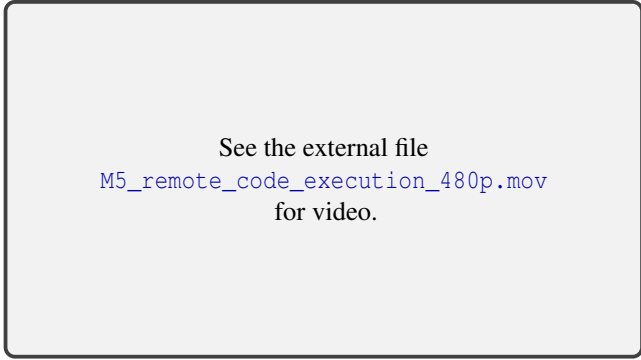 See the external file
M5_remote_code_execution_480p.mov
for video.